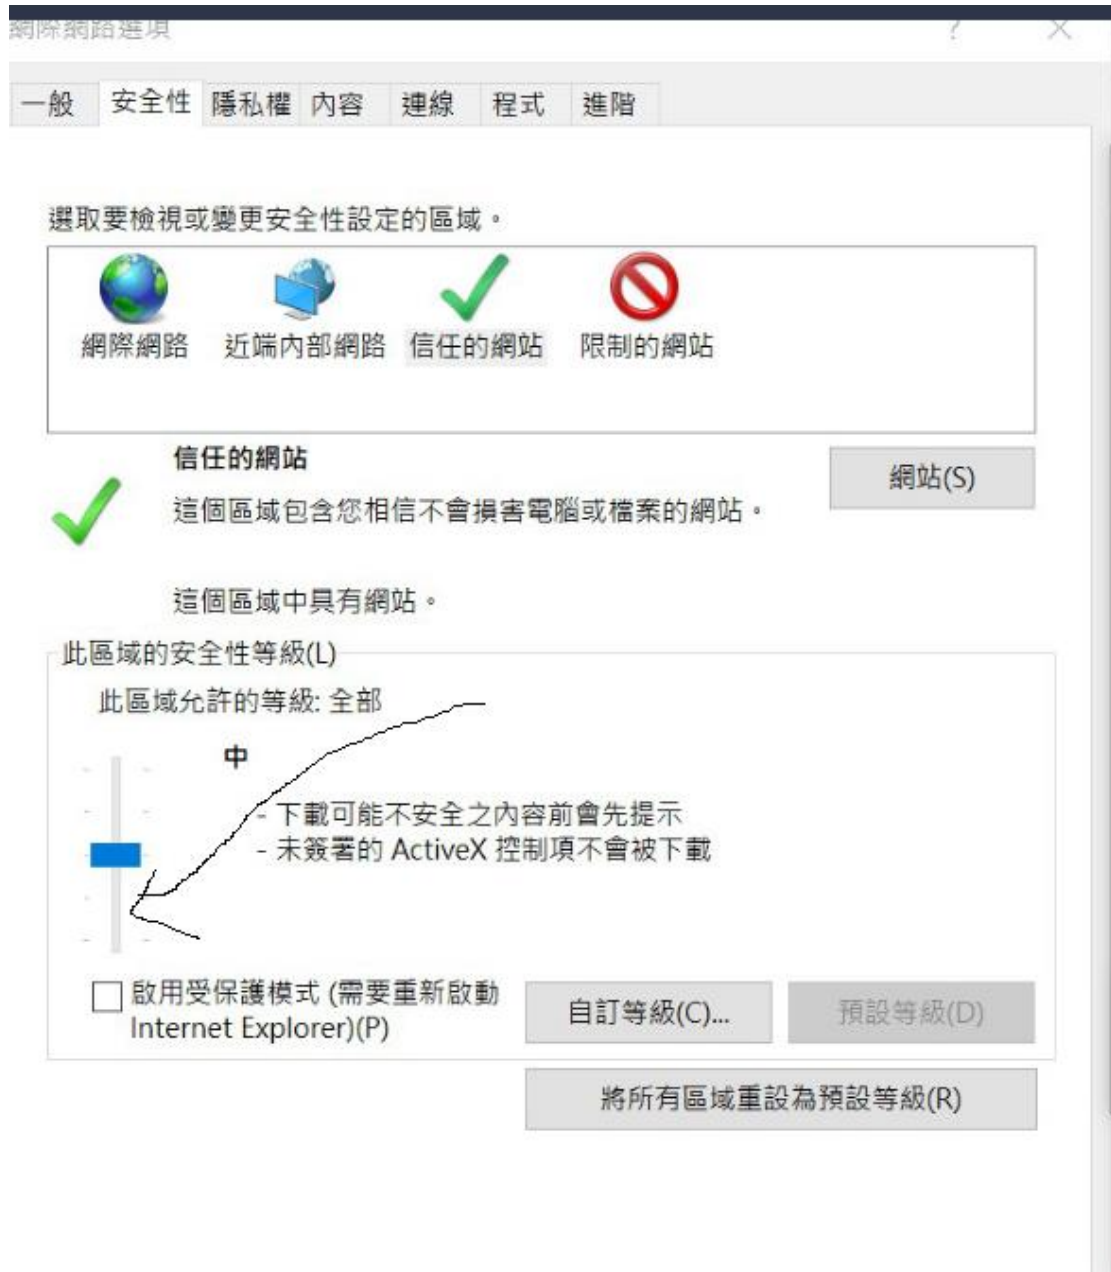 網際網路選項
一般 安全性 隱私權 內容 連線 程式 進階
選取要檢視或變更安全性設定的區域。
網際網路 近端內部網路 信任的網站 限制的網站
信任的網站
網站(S)
這個區域包含您相信不會損害電腦或檔案的網站。
這個區域中具有網站。
此區域的安全性等級(L)
此區域允許的等級: 全部
中
- 下載可能不安全之內容前會先提示
- 未簽署的 ActiveX 控制項不會被下載
啟用受保護模式 (需要重新啟動
Internet Explorer)(P)
自訂等級(C)...
預設等級(D)
將所有區域重設為預設等級(R)